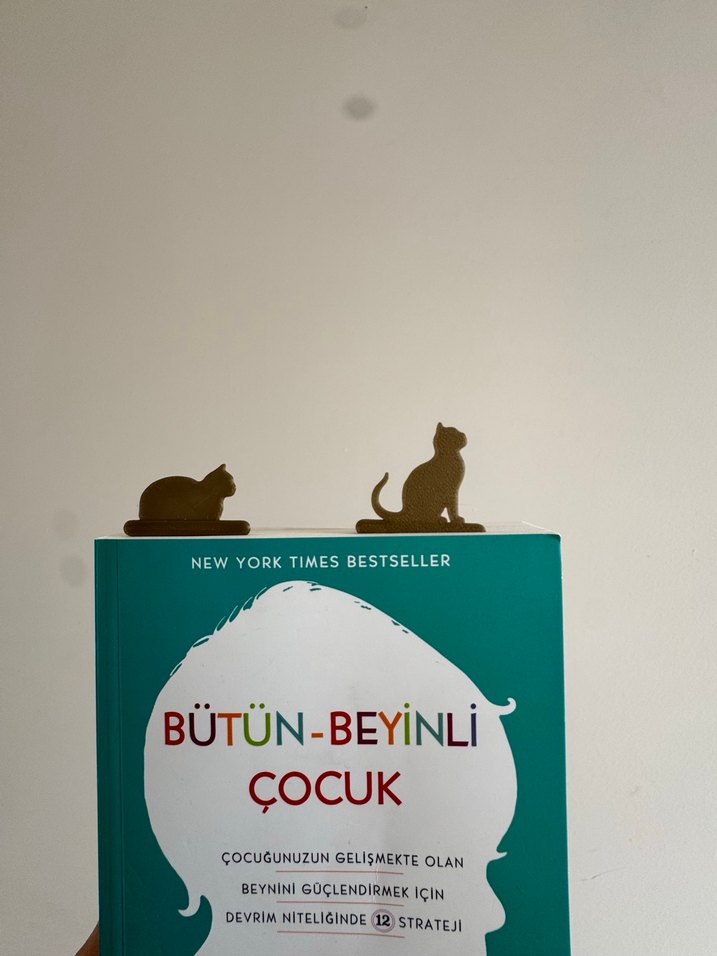 NEW YORK TIMES BESTSELLER
BÜTÜN-BEYİNLİ
ÇOCUK
ÇOCUĞUNUZUN GELİŞMEKTE OLAN
BEYNİNİ GÜÇLENDİRMEK İÇİN
DEVRİM NİTELİĞİNDE 12 STRATEJİ